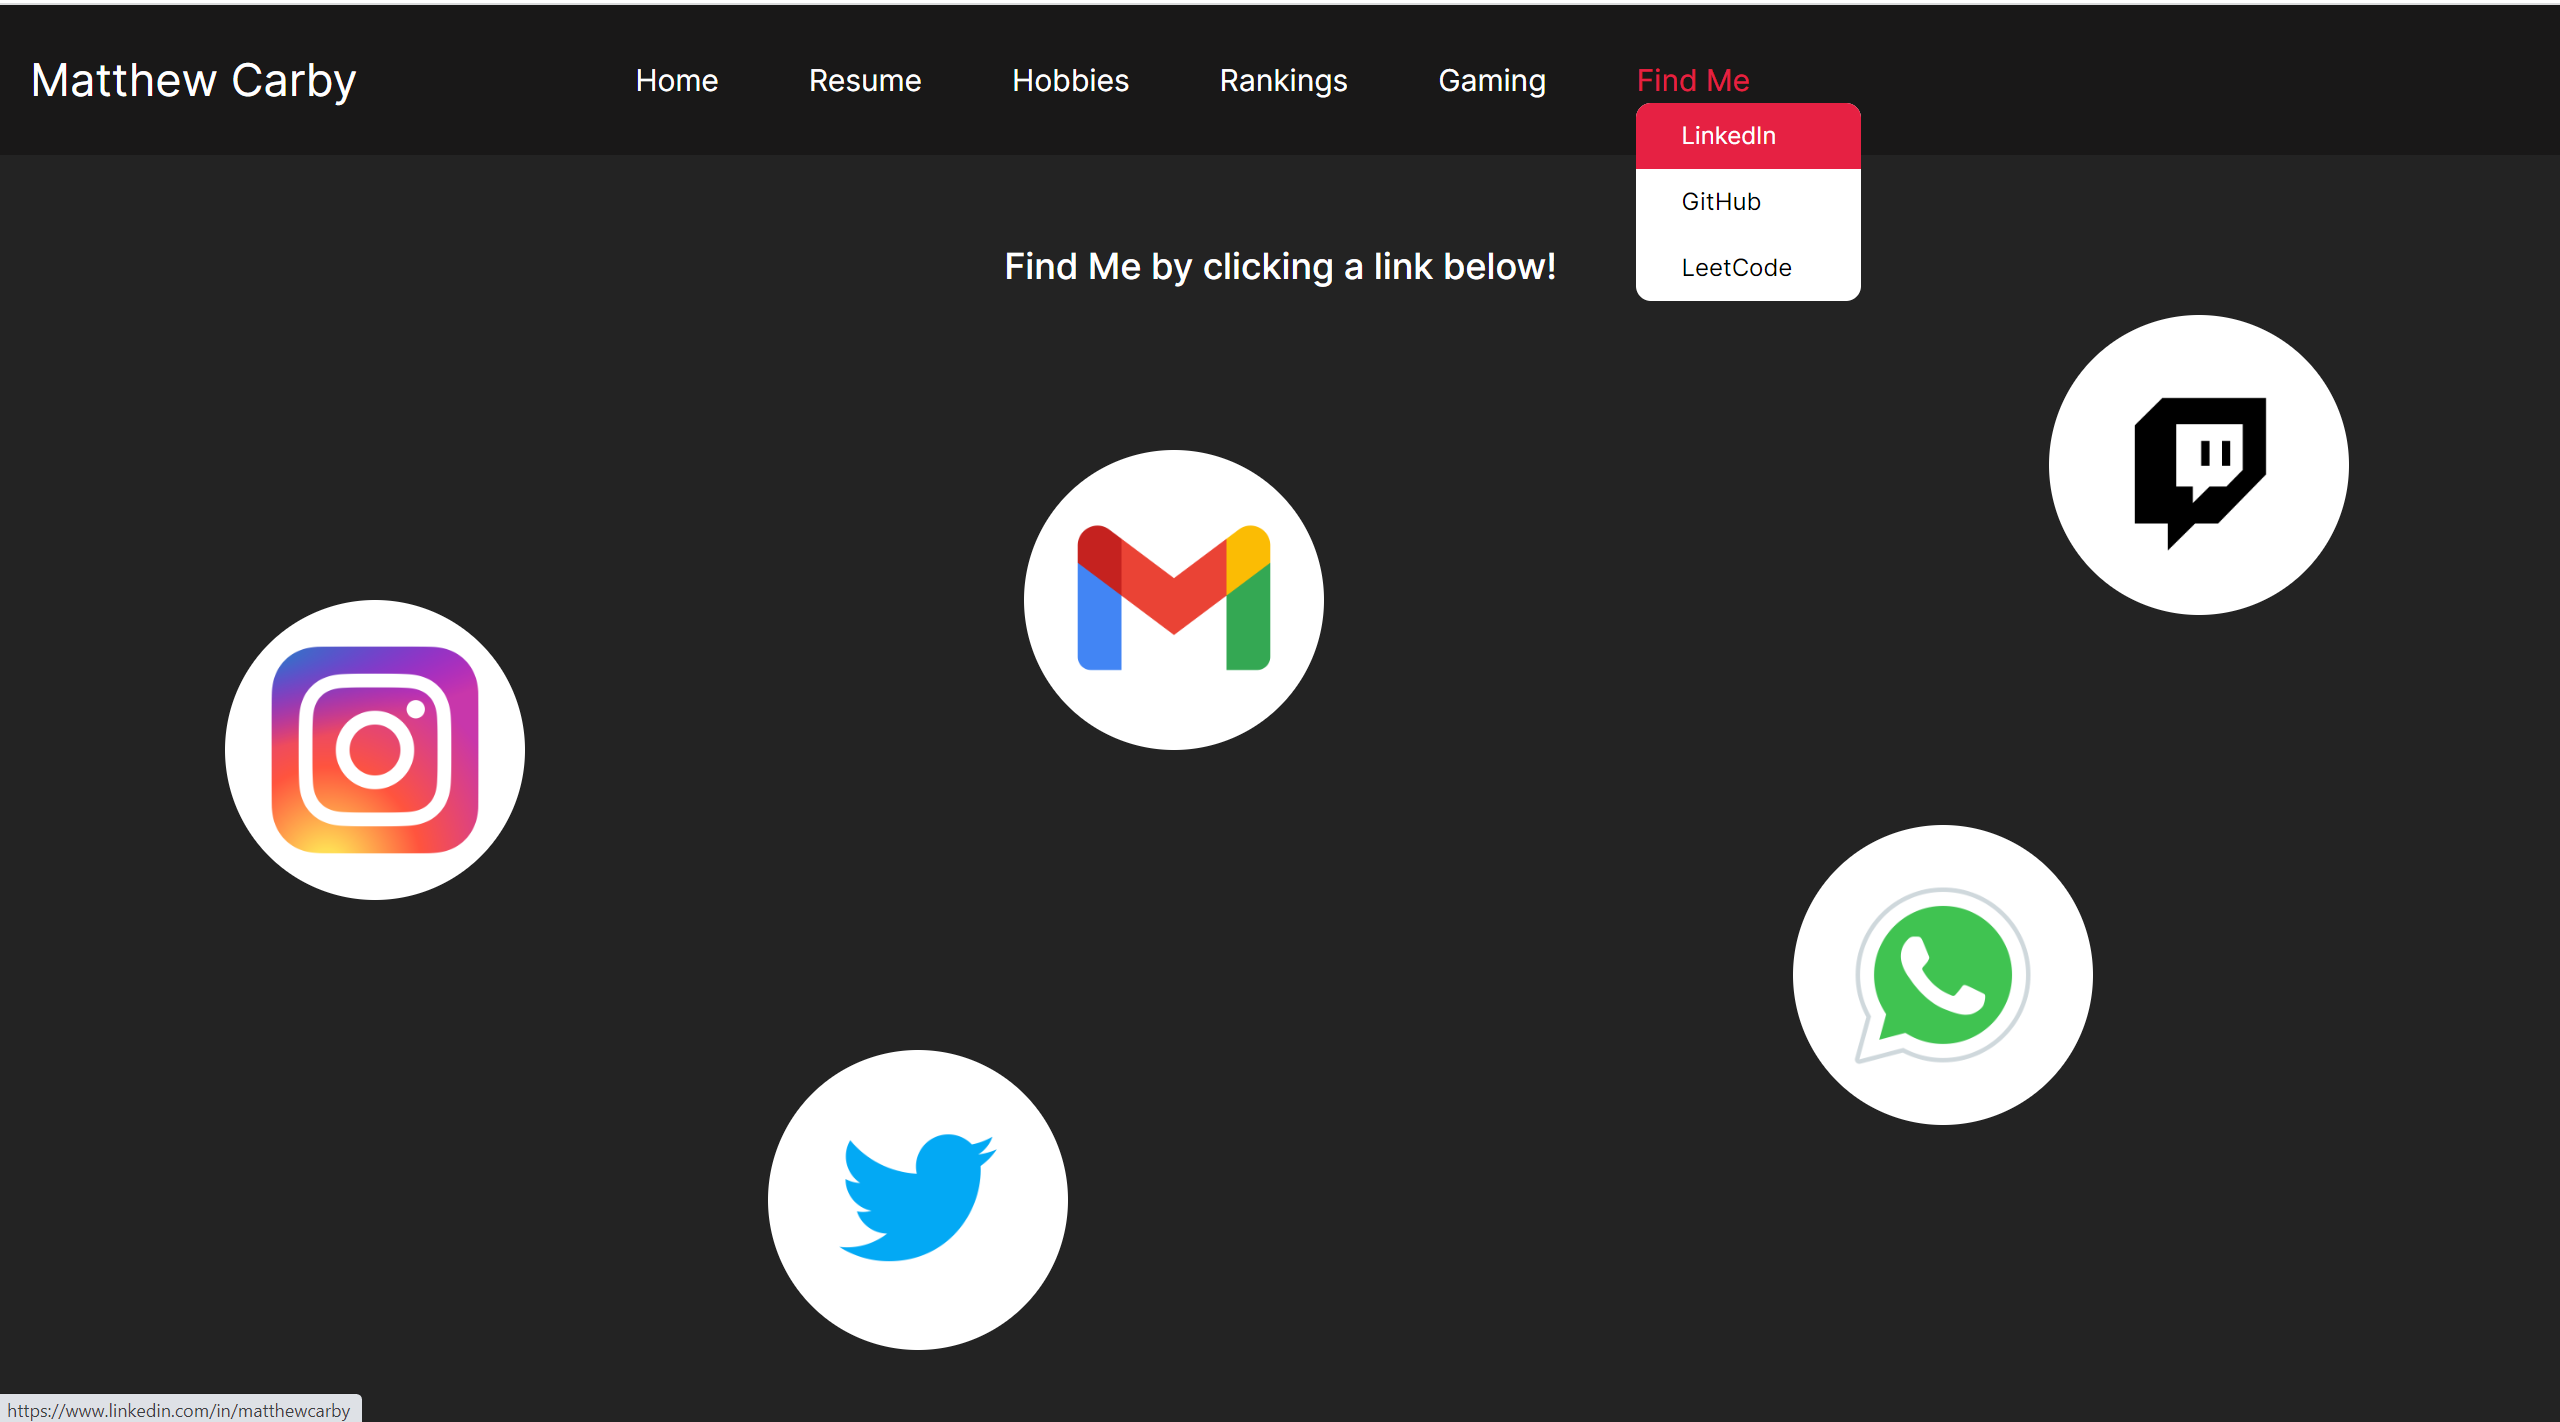 Matthew Carby Home Resume Hobbies Rankings Gaming Find Me
LinkedIn
GitHub
LeetCode
Find Me by clicking a link below!
https://www.linkedin.com/in/matthewcarby